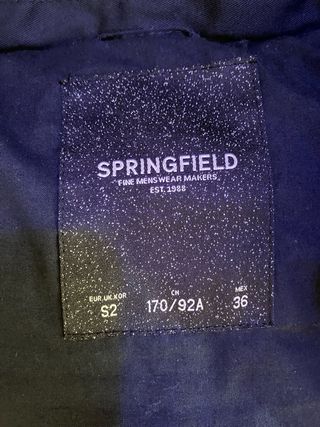 SPRINGFIELD
FINE MENSWEAR MAKERS.
EST. 1988
EUR.UK.KOR CN MEX
S2 170/92A 36